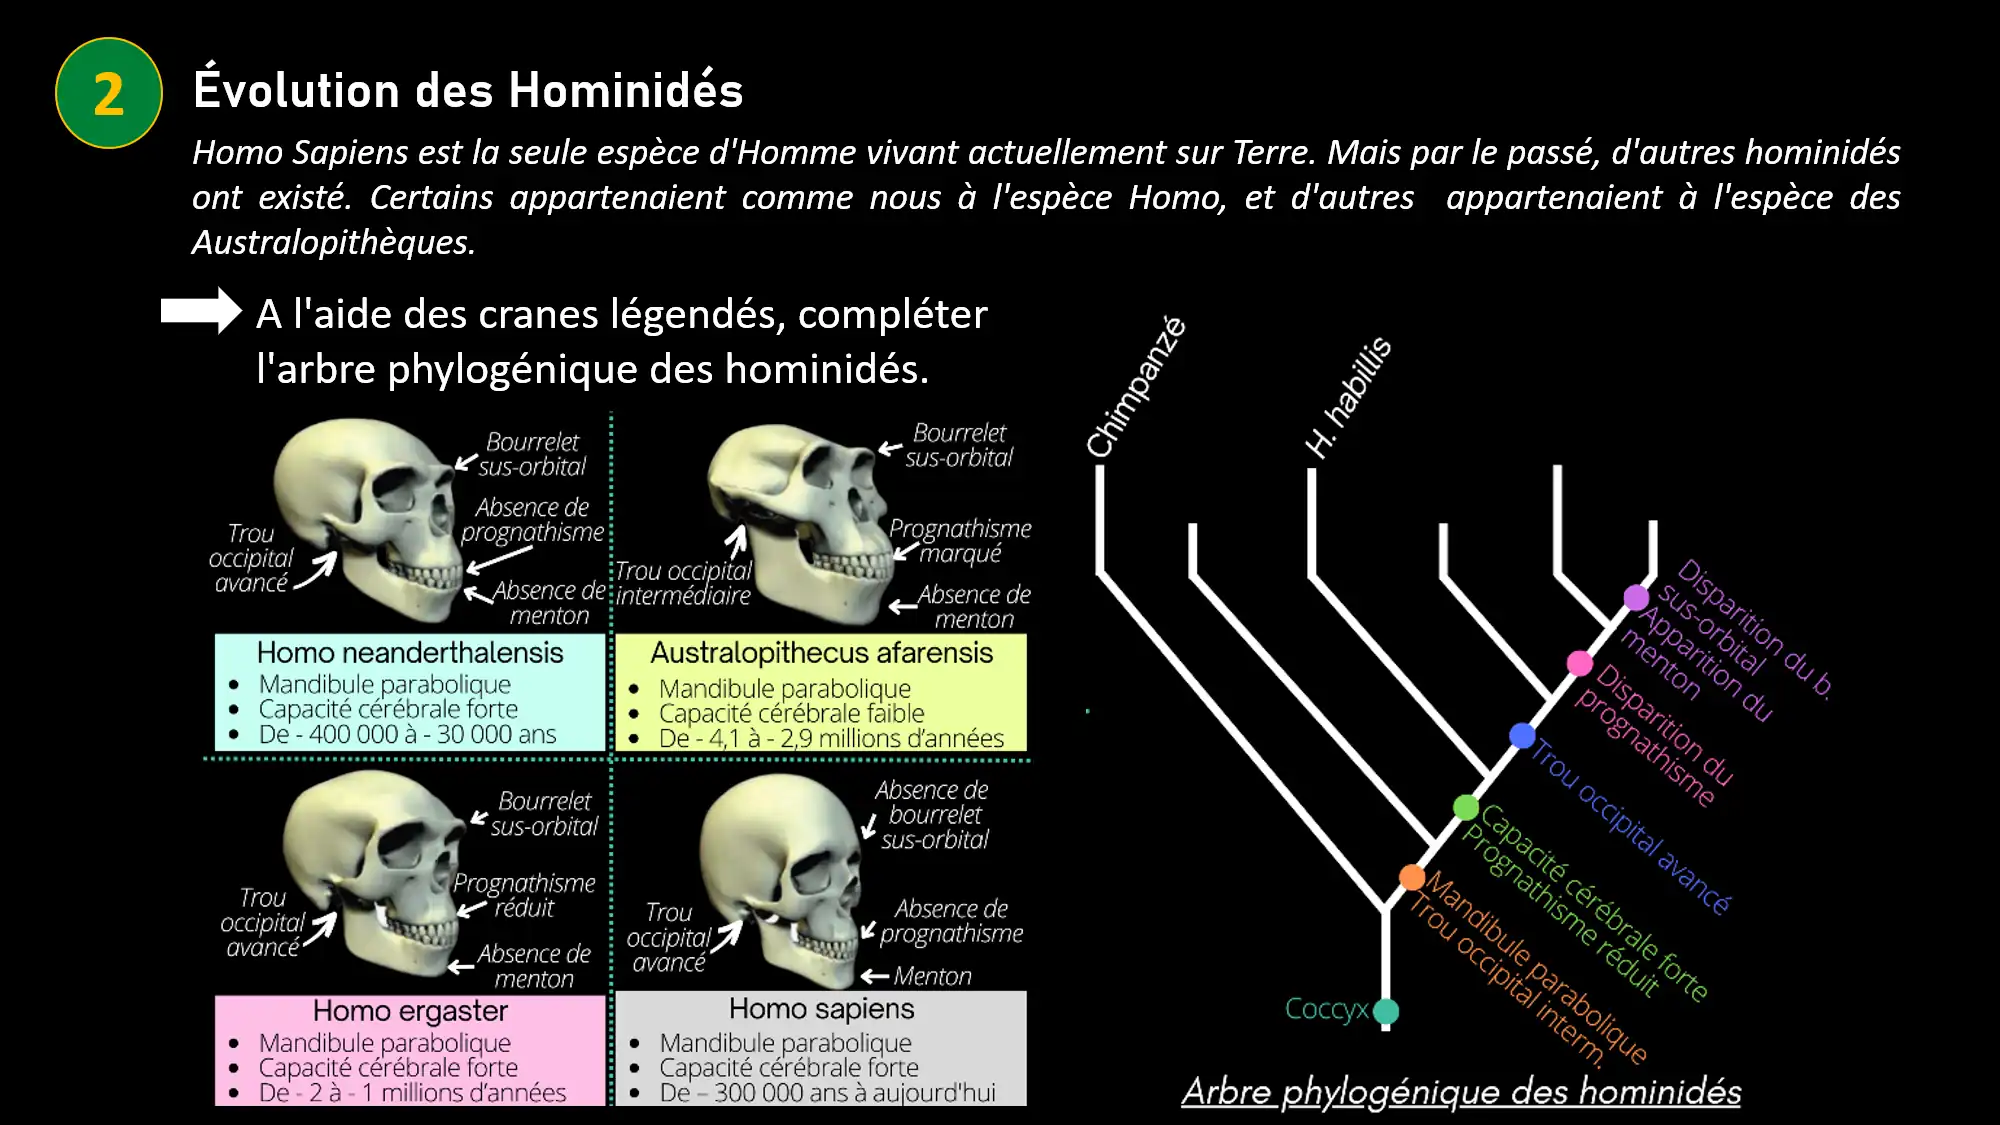 2
Évolution des Hominidés
Homo Sapiens est la seule espèce d'Homme vivant actuellement sur Terre. Mais par le passé, d'autres hominidés
ont existé. Certains appartenaient comme nous à l'espèce Homo, et d'autres appartenaient à l'espèce des
Australopithèques.
A l'aide des cranes légendés, compléter
l'arbre phylogénique des hominidés.
Bourrelet
sus-orbital
Absence de
prognathisme
Trou
occipital
avancé
Absence de
menton
Homo neanderthalensis
• Mandibule parabolique
• Capacité cérébrale forte
• De - 400 000 à - 30 000 ans
Bourrelet
sus-orbital
Prognathisme
marqué
Trou occipital
intermédiaire
Absence de
menton
Australopithecus afarensis
• Mandibule parabolique
• Capacité cérébrale faible
• De - 4,1 à - 2,9 millions d’années
Bourrelet
sus-orbital
Prognathisme
réduit
Trou
occipital
avancé
Absence de
menton
Homo ergaster
• Mandibule parabolique
• Capacité cérébrale forte
• De - 2 à - 1 millions d’années
Absence de
bourrelet
sus-orbital
Trou
occipital
avancé
Absence de
prognathisme
Menton
Homo sapiens
• Mandibule parabolique
• Capacité cérébrale forte
• De – 300 000 ans à aujourd'hui
Chimpanzé
H. habillis
Disparition du b.
sus-orbital
Apparition du
menton
Disparition du
prognathisme
Trou occipital avancé
Capacité cérébrale forte
Prognathisme réduit
Mandibule parabolique
Trou occipital interm.
Coccyx
Arbre phylogénique des hominidés